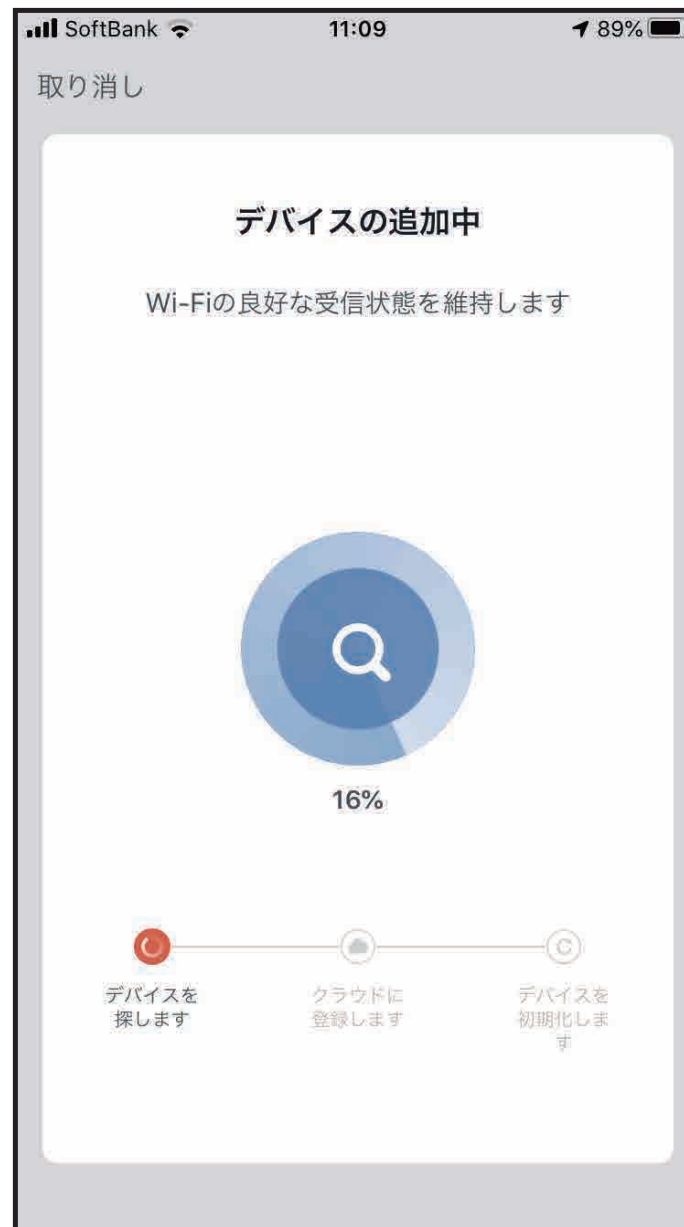 SoftBank 11:09 89%
取り消し
デバイスの追加中
Wi-Fiの良好な受信状態を維持します
16%
デバイスを
探します
クラウドに
登録します
デバイスを
初期化しま
す